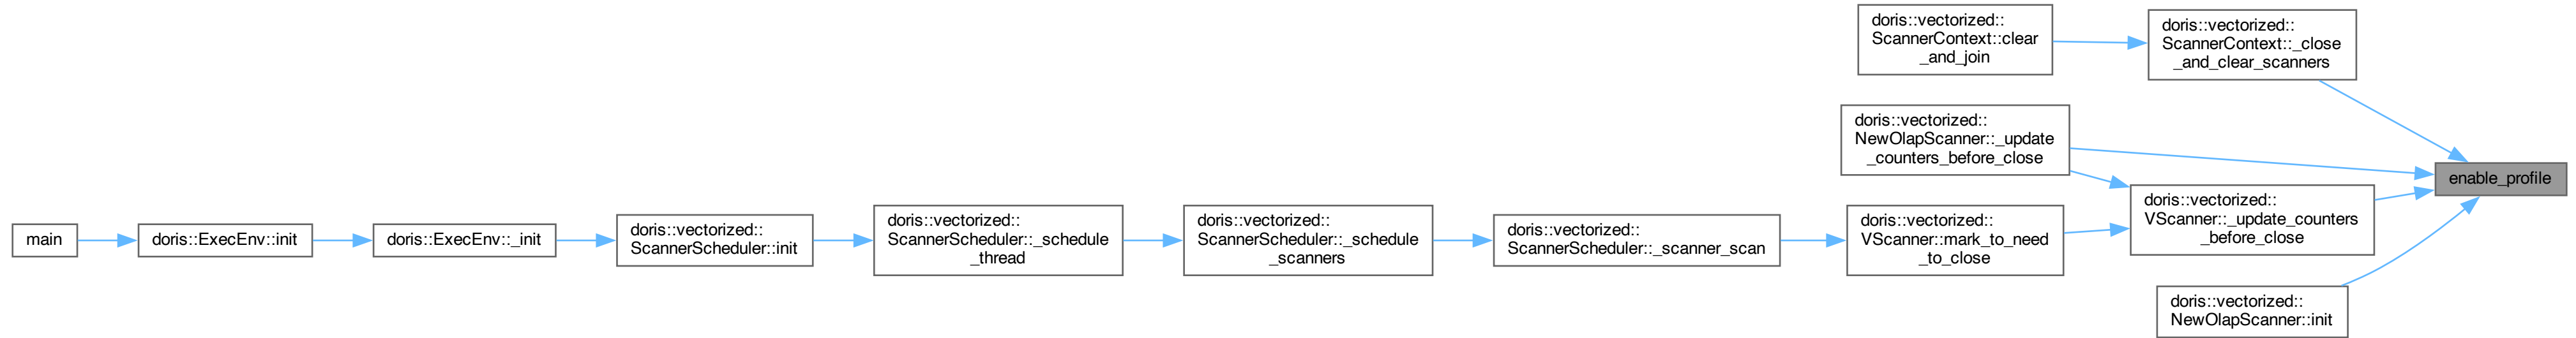 main
doris::ExecEnv::init
doris::ExecEnv::_init
doris::vectorized::
ScannerScheduler::init
doris::vectorized::
ScannerScheduler::_schedule
_thread
doris::vectorized::
ScannerScheduler::_schedule
_scanners
doris::vectorized::
ScannerScheduler::_scanner_scan
doris::vectorized::
ScannerContext::clear
_and_join
doris::vectorized::
NewOlapScanner::_update
_counters_before_close
doris::vectorized::
VScanner::mark_to_need
_to_close
doris::vectorized::
ScannerContext::_close
_and_clear_scanners
doris::vectorized::
VScanner::_update_counters
_before_close
doris::vectorized::
NewOlapScanner::init
enable_profile